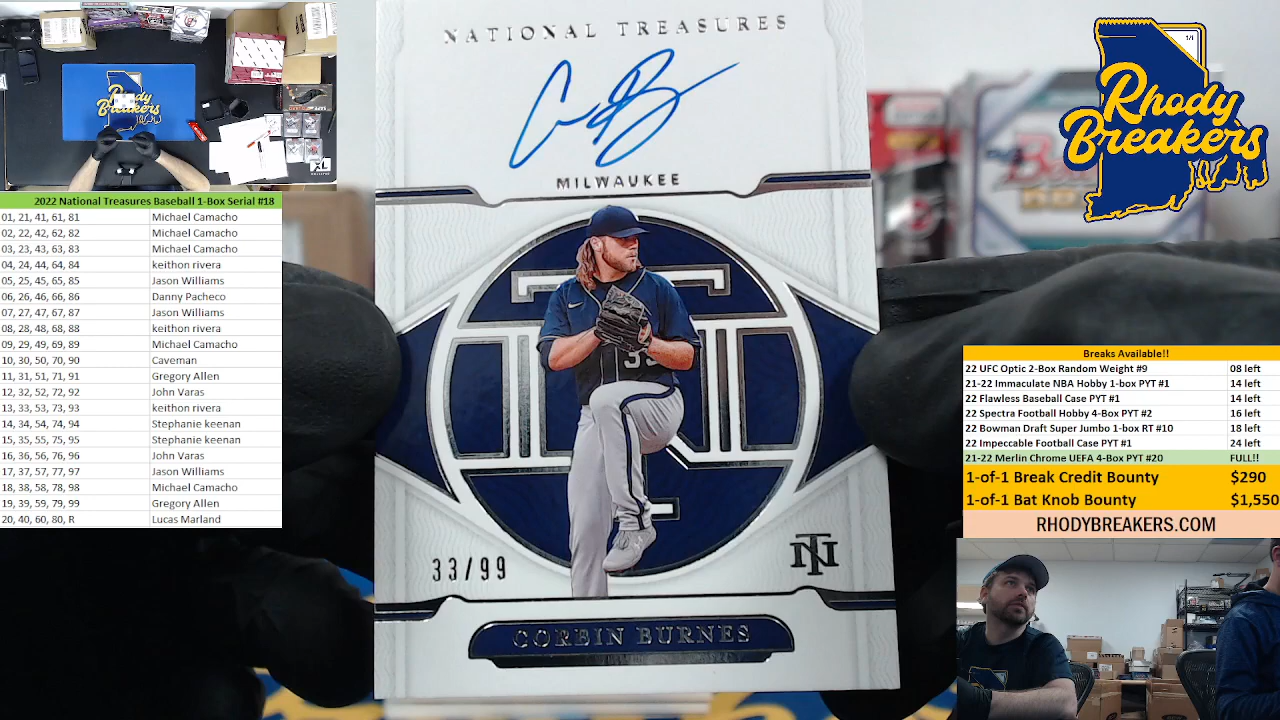 2022 National Treasures Baseball 1-Box Serial #18
01, 21, 41, 61, 81 Michael Camacho
02, 22, 42, 62, 82 Michael Camacho
03, 23, 43, 63, 83 Michael Camacho
04, 24, 44, 64, 84 keithon rivera
05, 25, 45, 65, 85 Jason Williams
06, 26, 46, 66, 86 Danny Pacheco
07, 27, 47, 67, 87 Jason Williams
08, 28, 48, 68, 88 keithon rivera
09, 29, 49, 69, 89 Michael Camacho
10, 30, 50, 70, 90 Caveman
11, 31, 51, 71, 91 Gregory Allen
12, 32, 52, 72, 92 John Varas
13, 33, 53, 73, 93 keithon rivera
14, 34, 54, 74, 94 Stephanie keenan
15, 35, 55, 75, 95 Stephanie keenan
16, 36, 56, 76, 96 John Varas
17, 37, 57, 77, 97 Jason Williams
18, 38, 58, 78, 98 Michael Camacho
19, 39, 59, 79, 99 Gregory Allen
20, 40, 60, 80, R Lucas Marland
Rhody
Breakers
XL
NATIONAL TREASURES
MILWAUKEE
33
NT
33/99
CORBIN BURNES
1/1
Rhody
Breakers
Breaks Available!!
22 UFC Optic 2-Box Random Weight #9 08 left
21-22 Immaculate NBA Hobby 1-box PYT #1 14 left
22 Flawless Baseball Case PYT #1 14 left
22 Spectra Football Hobby 4-Box PYT #2 16 left
22 Bowman Draft Super Jumbo 1-box RT #10 18 left
22 Impeccable Football Case PYT #1 24 left
21-22 Merlin Chrome UEFA 4-Box PYT #20 FULL!!
1-of-1 Break Credit Bounty $290
1-of-1 Bat Knob Bounty $1,550
RHODYBREAKERS.COM